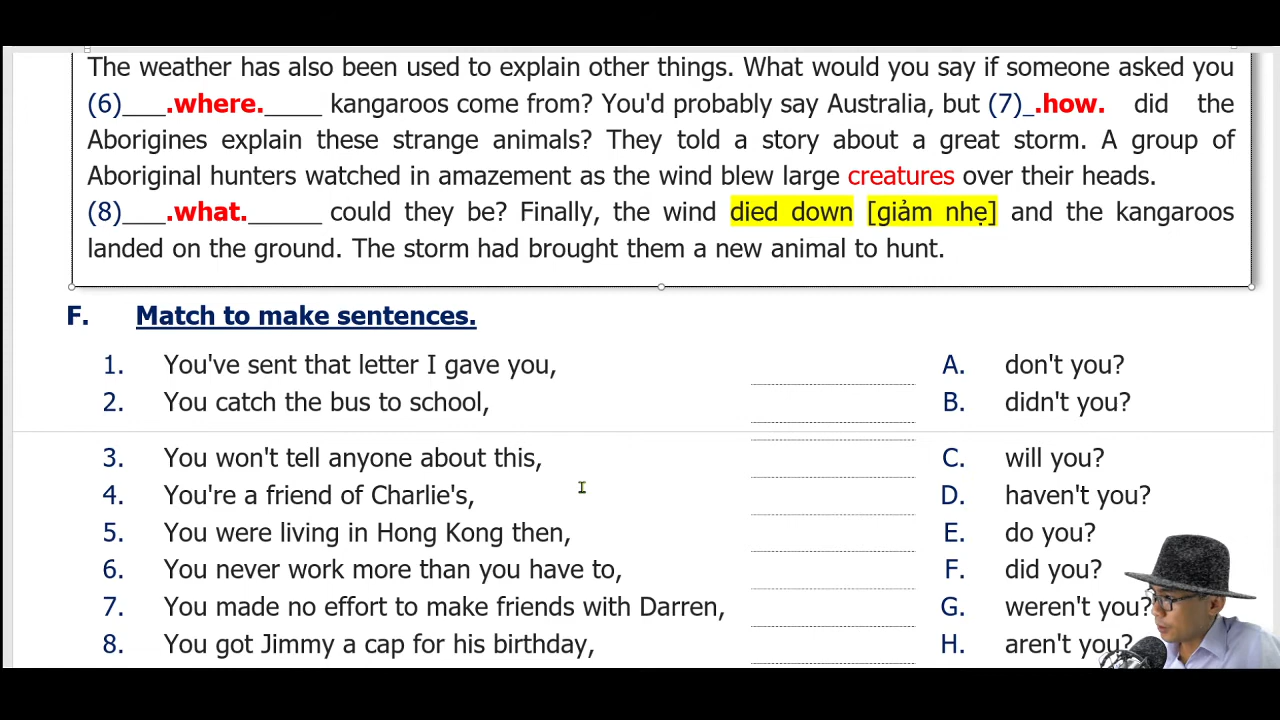 The weather has also been used to explain other things. What would you say if someone asked you
(6)___.where.____ kangaroos come from? You'd probably say Australia, but (7)_.how. did the
Aborigines explain these strange animals? They told a story about a great storm. A group of
Aboriginal hunters watched in amazement as the wind blew large creatures over their heads.
(8)___.what._____ could they be? Finally, the wind died down [giảm nhẹ] and the kangaroos
landed on the ground. The storm had brought them a new animal to hunt.
F. Match to make sentences.
1. You've sent that letter I gave you, A. don't you?
2. You catch the bus to school, B. didn't you?
3. You won't tell anyone about this, C. will you?
4. You're a friend of Charlie's, D. haven't you?
5. You were living in Hong Kong then, E. do you?
6. You never work more than you have to, F. did you?
7. You made no effort to make friends with Darren, G. weren't you?
8. You got Jimmy a cap for his birthday, H. aren't you?